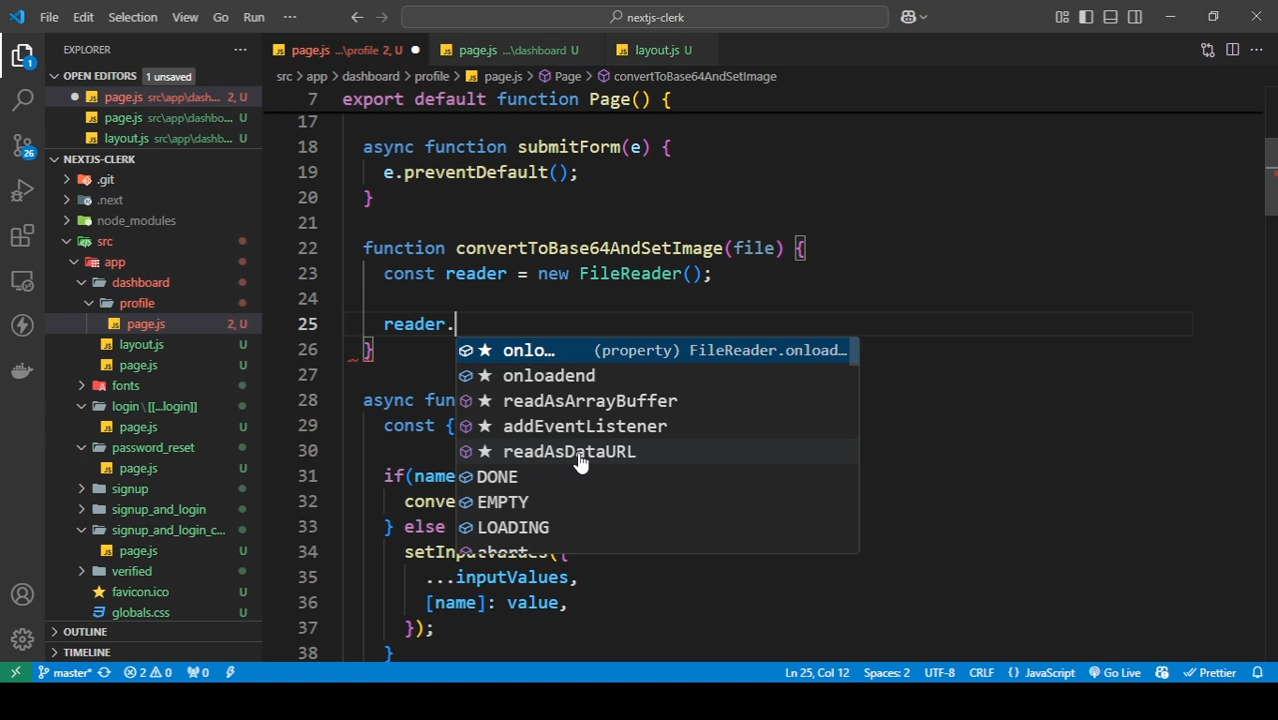 File Edit Selection View Go Run ··· nextjs-clerk
EXPLORER ···
OPEN EDITORS 1 unsaved
page.js src\app\dash... 2, U
page.js src\app\dashbo... U
layout.js src\app\dashb... U
NEXTJS-CLERK
.git
.next
node_modules
src
app
dashboard
profile
page.js 2, U
layout.js U
page.js U
fonts
login \ [[...login]]
page.js U
password_reset
page.js U
signup
signup_and_login
signup_and_login_c...
page.js U
verified
favicon.ico U
globals.css U
OUTLINE
TIMELINE
page.js ...\profile 2, U page.js ...\dashboard U layout.js U
src > app > dashboard > profile > page.js > Page > convertToBase64AndSetImage
7 export default function Page() {
17
18 async function submitForm(e) {
19 e.preventDefault();
20 }
21
22 function convertToBase64AndSetImage(file) {
23 const reader = new FileReader();
24
25 reader.
26 }
27
28 async fun
29 const {
30
31 if(name
32 conve
33 } else
34 setInputValues({
35 ...inputValues,
36 [name]: value,
37 });
38 }
onlo... (property) FileReader.onload...
onloadend
readAsArrayBuffer
addEventListener
readAsDataURL
DONE
EMPTY
LOADING
master* 2 0 0 Ln 25, Col 12 Spaces: 2 UTF-8 CRLF {} JavaScript Go Live Prettier